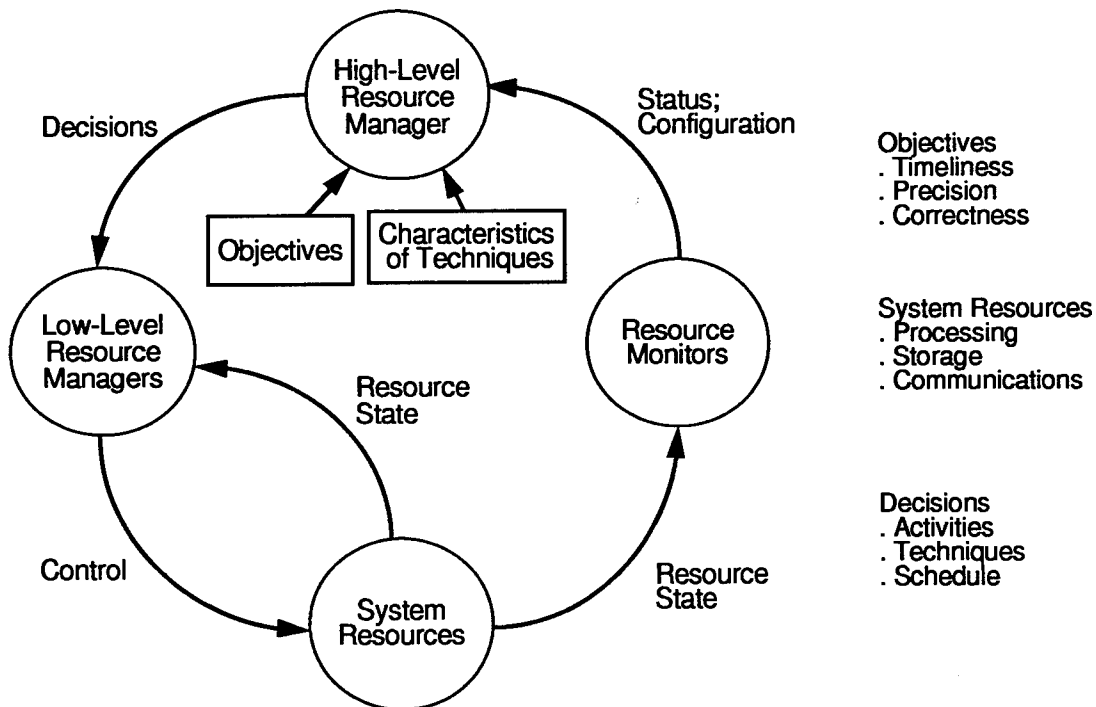 High-Level
Resource
Manager
Decisions
Status;
Configuration
Objectives
Characteristics
of Techniques
Low-Level
Resource
Managers
Resource
Monitors
Resource
State
Control
System
Resources
Resource
State
Objectives
. Timeliness
. Precision
. Correctness
System Resources
. Processing
. Storage
. Communications
Decisions
. Activities
. Techniques
. Schedule